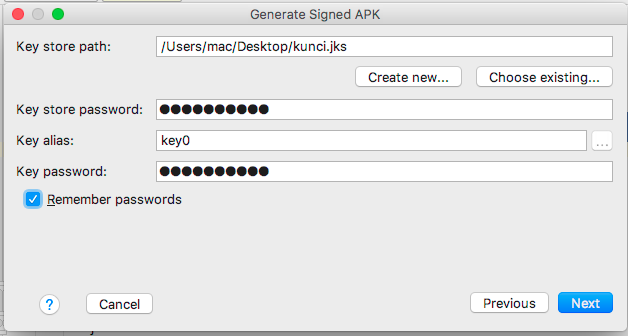 Generate Signed APK
Key store path: /Users/mac/Desktop/kunci.jks
Create new... Choose existing...
Key store password: ●●●●●●●●●●
Key alias: key0 ...
Key password: ●●●●●●●●●●
Remember passwords
? Cancel Previous Next